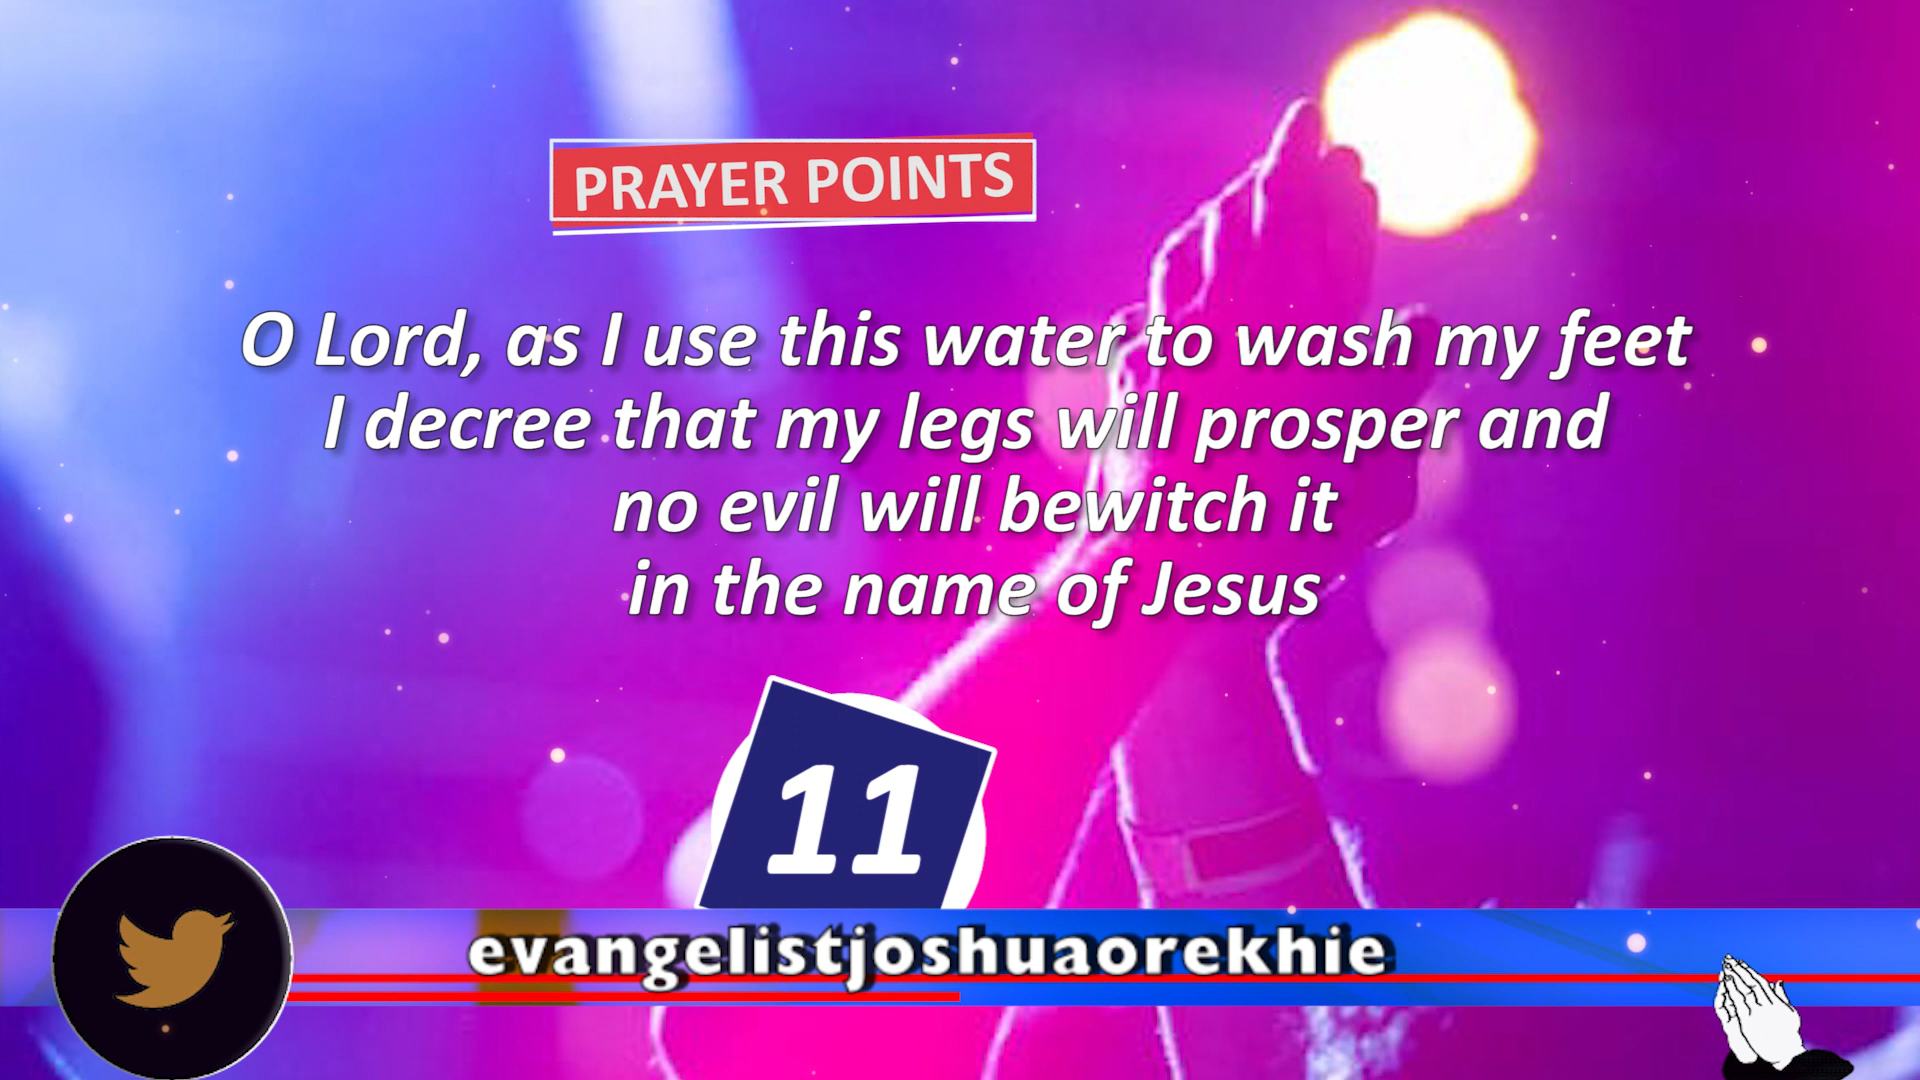 PRAYER POINTS
O Lord, as I use this water to wash my feet
I decree that my legs will prosper and
no evil will bewitch it
in the name of Jesus
11
evangelistjoshuaorekhie